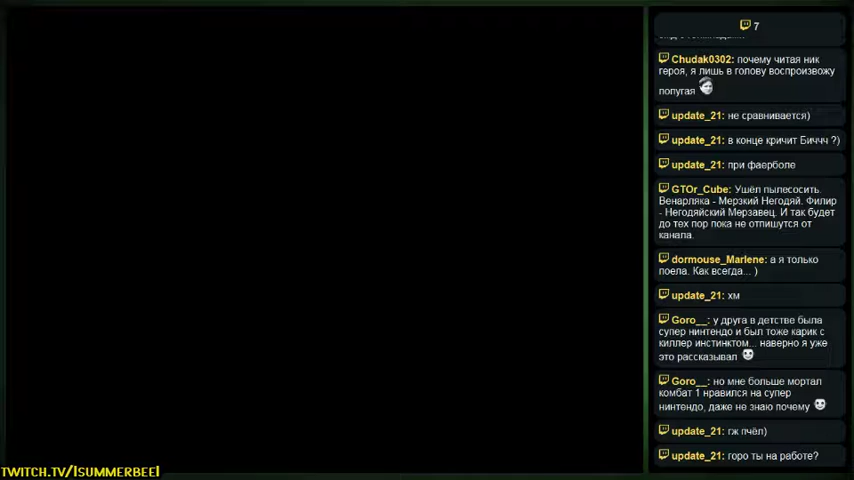 7
Chudak0302: почему читая ник
героя, я лишь в голову воспроизвожу
попугая
update_21: не сравнивается)
update_21: в конце кричит Биччч ?)
update_21: при фаерболе
GTOr_Cube: Ушёл пылесосить.
Венарляка - Мерзкий Негодяй. Филир
- Негодяйский Мерзавец. И так будет
до тех пор пока не отпишутся от
канала.
dormouse_Marlene: а я только
поела. Как всегда... )
update_21: хм
Goro__: у друга в детстве была
супер нинтендо и был тоже карик с
киллер инстинктом... наверно я уже
это рассказывал
Goro__: но мне больше мортал
комбат 1 нравился на супер
нинтендо, даже не знаю почему
update_21: гж пчёл)
update_21: горо ты на работе?
TWITCH.TV/1SUMMERBEE1